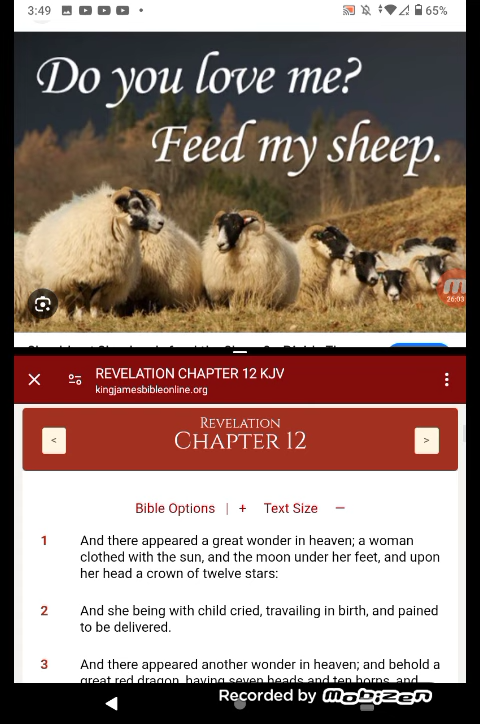 3:49
65%
Do you love me?
Feed my sheep.
26:03
REVELATION CHAPTER 12 KJV
kingjamesbibleonline.org
<
REVELATION
CHAPTER 12
>
Bible Options | + Text Size −
1 And there appeared a great wonder in heaven; a woman
clothed with the sun, and the moon under her feet, and upon
her head a crown of twelve stars:
2 And she being with child cried, travailing in birth, and pained
to be delivered.
3 And there appeared another wonder in heaven; and behold a
great red dragon, having seven heads and ten horns, and
Recorded by Mobizen